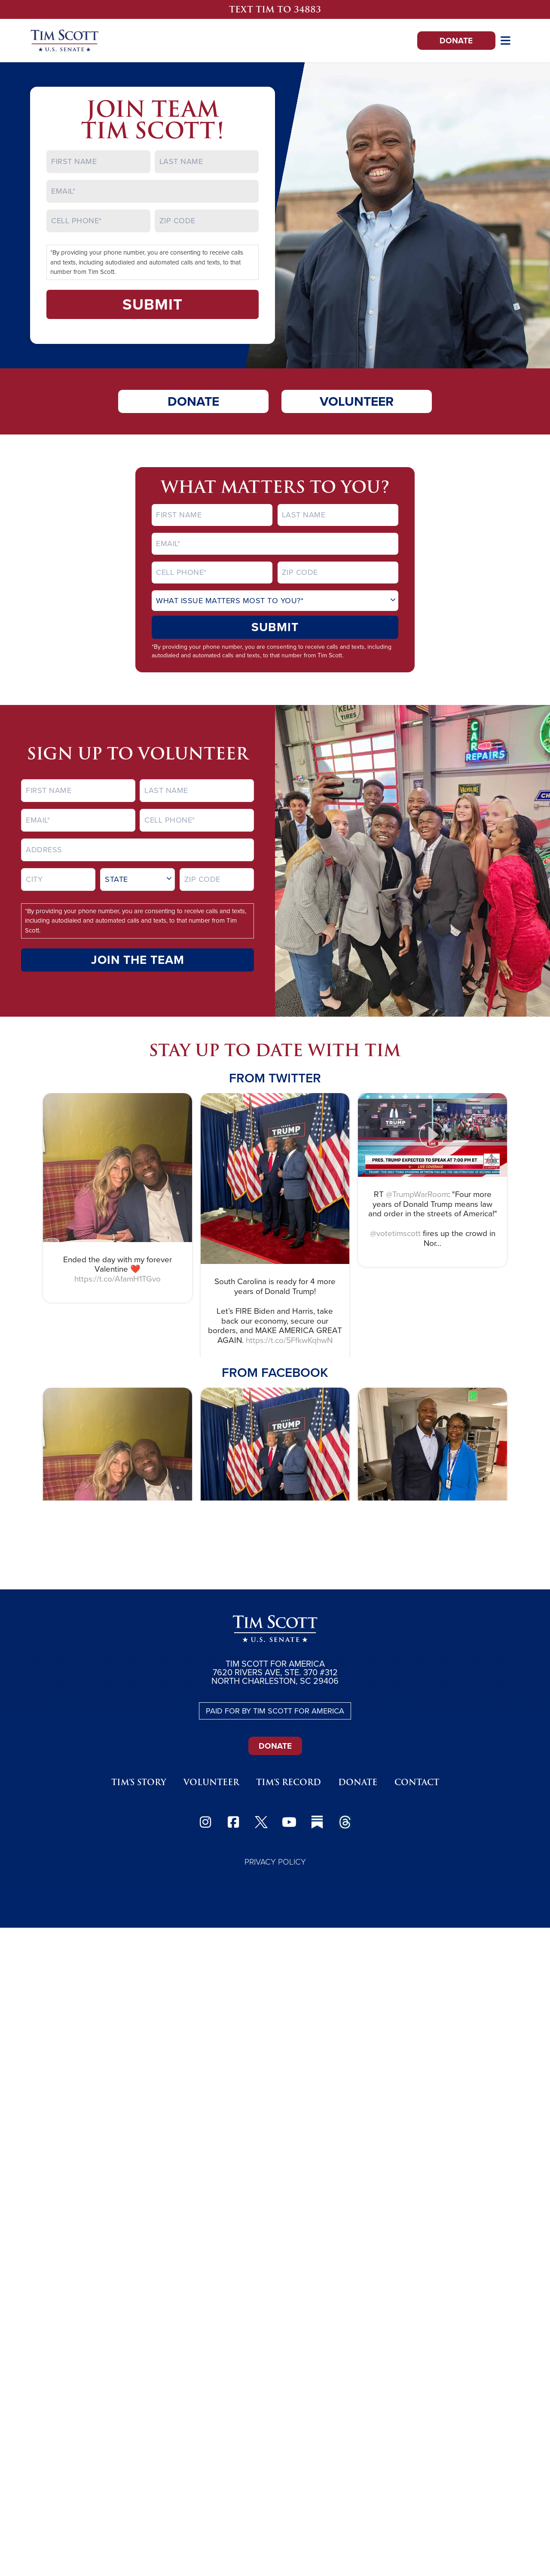 TEXT TIM TO 34883
TIM SCOTT
U.S. SENATE
DONATE
JOIN TEAM
TIM SCOTT!
FIRST NAME
LAST NAME
EMAIL*
CELL PHONE*
ZIP CODE
*By providing your phone number, you are consenting to receive calls
and texts, including autodialed and automated calls and texts, to that
number from Tim Scott.
SUBMIT
DONATE
VOLUNTEER
WHAT MATTERS TO YOU?
FIRST NAME
LAST NAME
EMAIL*
CELL PHONE*
ZIP CODE
WHAT ISSUE MATTERS MOST TO YOU?*
SUBMIT
*By providing your phone number, you are consenting to receive calls and texts, including
autodialed and automated calls and texts, to that number from Tim Scott.
SIGN UP TO VOLUNTEER
FIRST NAME
LAST NAME
EMAIL*
CELL PHONE*
ADDRESS
CITY
STATE
ZIP CODE
*By providing your phone number, you are consenting to receive calls and texts,
including autodialed and automated calls and texts, to that number from Tim
Scott.
JOIN THE TEAM
KELLY
TIRES
CAR
REPAIRS
VALVOLINE
STAY UP TO DATE WITH TIM
FROM TWITTER
Ended the day with my forever
Valentine ❤️
https://t.co/AfamH1TGvo
TRUMP
South Carolina is ready for 4 more
years of Donald Trump!
Let's FIRE Biden and Harris, take
back our economy, secure our
borders, and MAKE AMERICA GREAT
AGAIN. https://t.co/5FfkwKqhwN
PRES. TRUMP EXPECTED TO SPEAK AT 7:00 PM ET
LIVE COVERAGE
RT @TrumpWarRoom: "Four more
years of Donald Trump means law
and order in the streets of America!"
@votetimscott fires up the crowd in
Nor...
FROM FACEBOOK
TRUMP
TIM SCOTT
U.S. SENATE
TIM SCOTT FOR AMERICA
7620 RIVERS AVE, STE. 370 #312
NORTH CHARLESTON, SC 29406
PAID FOR BY TIM SCOTT FOR AMERICA
DONATE
TIM'S STORY
VOLUNTEER
TIM'S RECORD
DONATE
CONTACT
PRIVACY POLICY